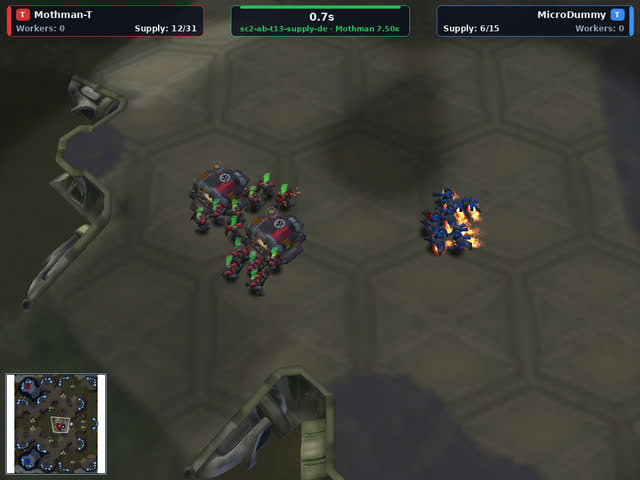 T Mothman-T
Workers: 0 Supply: 12/31
0.7s
sc2-ab-t13-supply-de · Mothman 7.50x
MicroDummy T
Supply: 6/15 Workers: 0